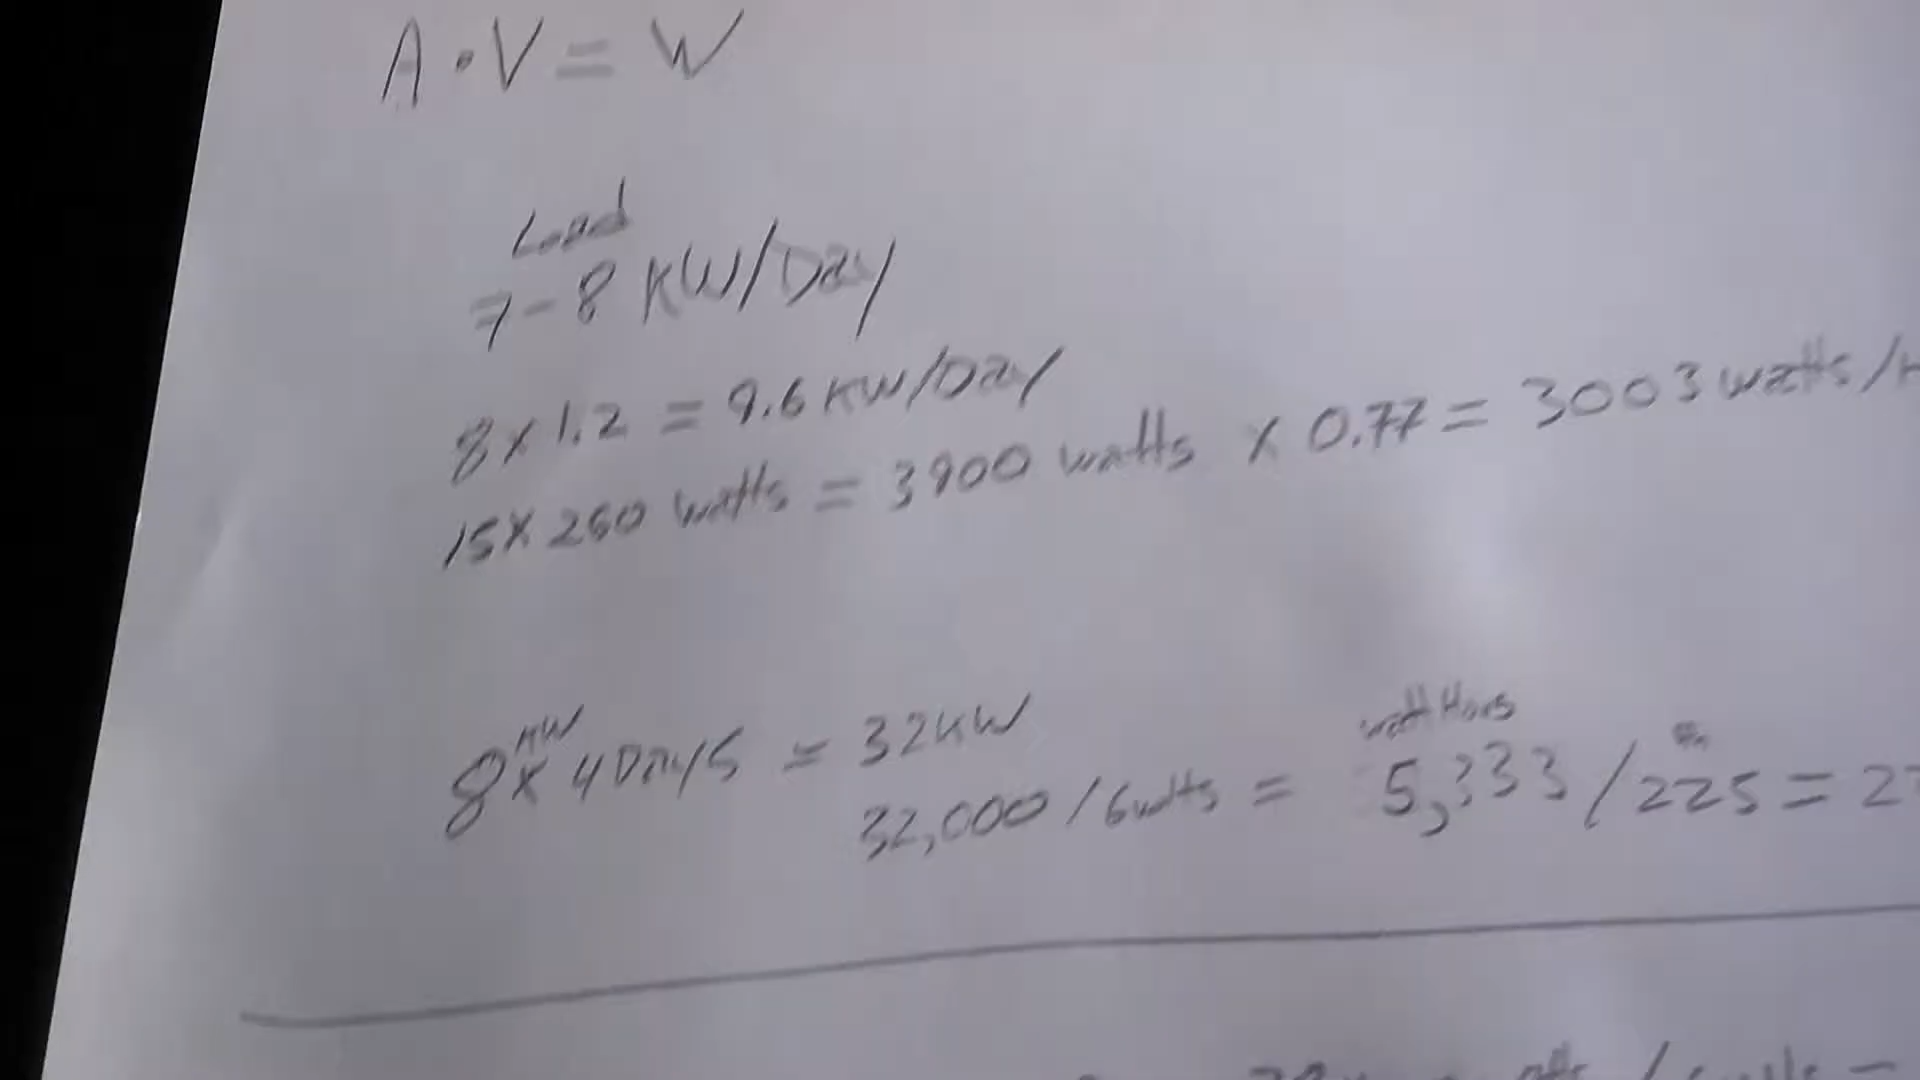 A • V = W
Load
7-8 KW/Day
8 x 1.2 = 9.6 KW/Day
15 x 260 watts = 3900 watts x 0.77 = 3003 watts/H
8 KW x 4 Days = 32 KW
watt Hours
32,000 / 6 volts = 5,333 / 225 = 2